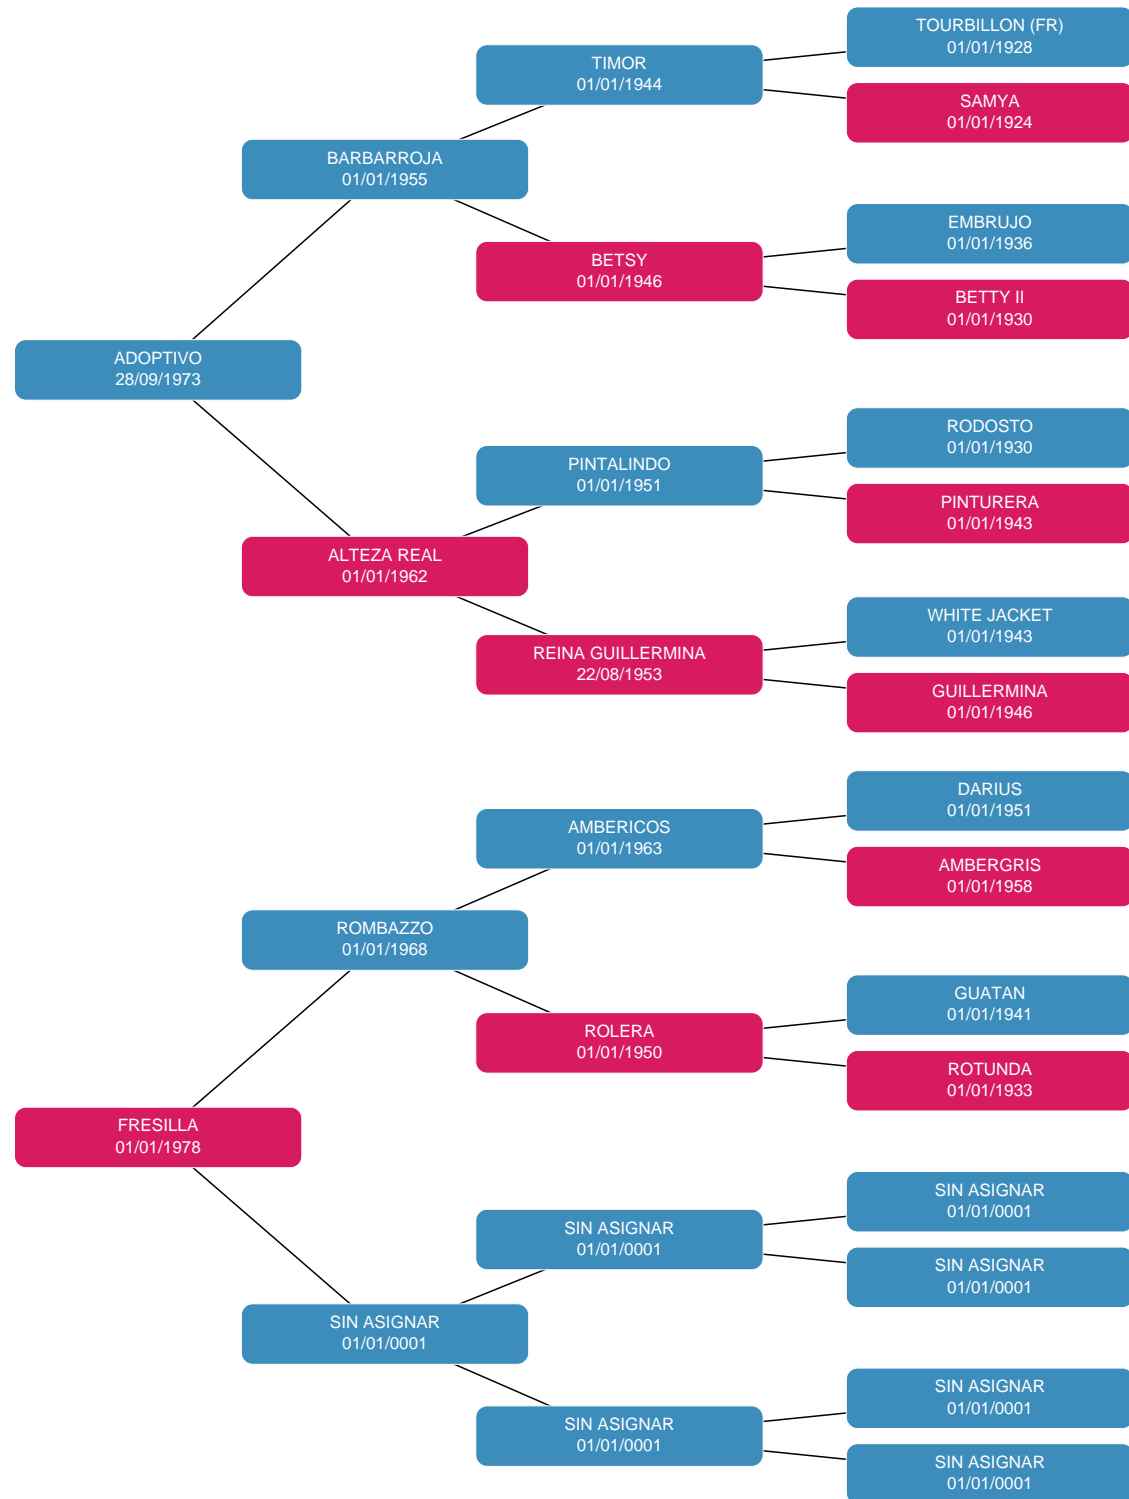 TOURBILLON (FR)
01/01/1928
TIMOR
01/01/1944
SAMYA
01/01/1924
BARBARROJA
01/01/1955
EMBRUJO
01/01/1936
BETSY
01/01/1946
BETTY II
01/01/1930
ADOPTIVO
28/09/1973
RODOSTO
01/01/1930
PINTALINDO
01/01/1951
PINTURERA
01/01/1943
ALTEZA REAL
01/01/1962
WHITE JACKET
01/01/1943
REINA GUILLERMINA
22/08/1953
GUILLERMINA
01/01/1946
DARIUS
01/01/1951
AMBERICOS
01/01/1963
AMBERGRIS
01/01/1958
ROMBAZZO
01/01/1968
GUATAN
01/01/1941
ROLERA
01/01/1950
ROTUNDA
01/01/1933
FRESILLA
01/01/1978
SIN ASIGNAR
01/01/0001
SIN ASIGNAR
01/01/0001
SIN ASIGNAR
01/01/0001
SIN ASIGNAR
01/01/0001
SIN ASIGNAR
01/01/0001
SIN ASIGNAR
01/01/0001
SIN ASIGNAR
01/01/0001